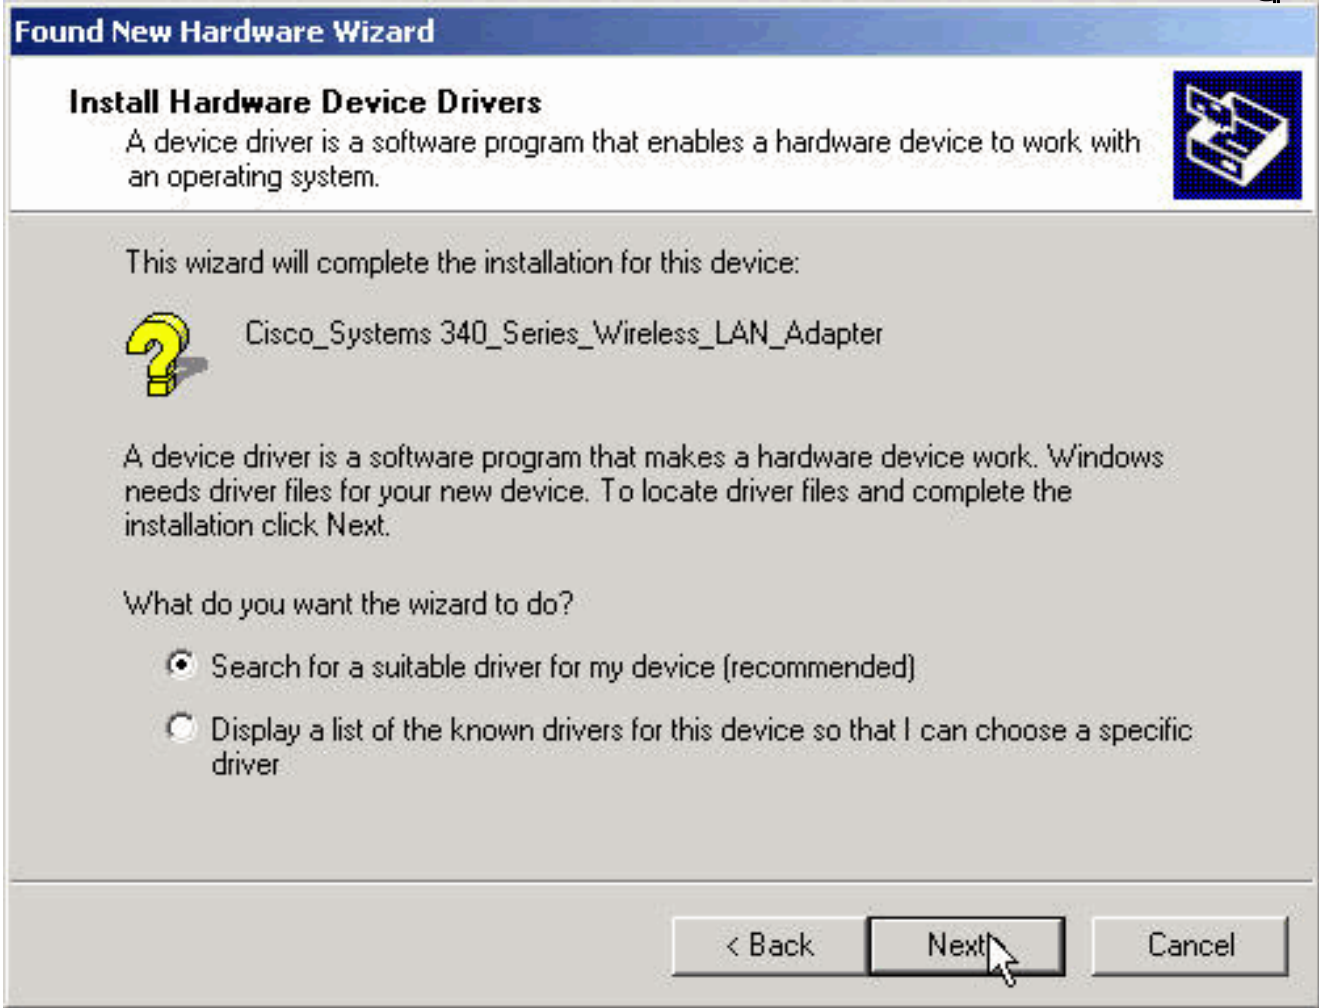 Found New Hardware Wizard
Install Hardware Device Drivers
A device driver is a software program that enables a hardware device to work with
an operating system.
This wizard will complete the installation for this device:
Cisco_Systems 340_Series_Wireless_LAN_Adapter
A device driver is a software program that makes a hardware device work. Windows
needs driver files for your new device. To locate driver files and complete the
installation click Next.
What do you want the wizard to do?
Search for a suitable driver for my device (recommended)
Display a list of the known drivers for this device so that I can choose a specific
driver
< Back
Next
Cancel